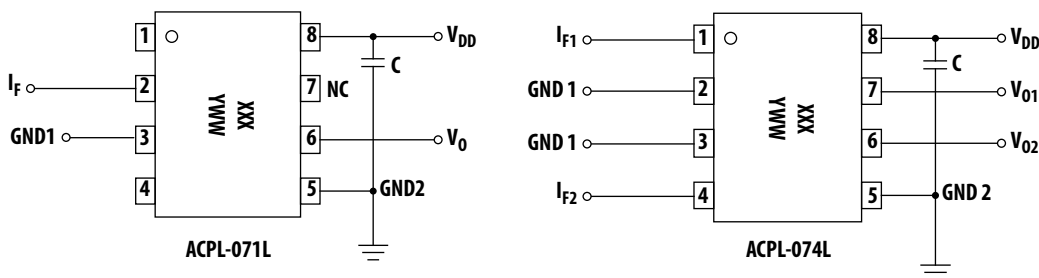 1
8
V_DD
C
I_F
2
7
NC
XXX
YWW
GND1
3
6
V_O
4
5
GND2
ACPL-071L
I_F1
1
8
V_DD
C
GND 1
2
7
V_O1
XXX
YWW
GND 1
3
6
V_O2
I_F2
4
5
GND 2
ACPL-074L